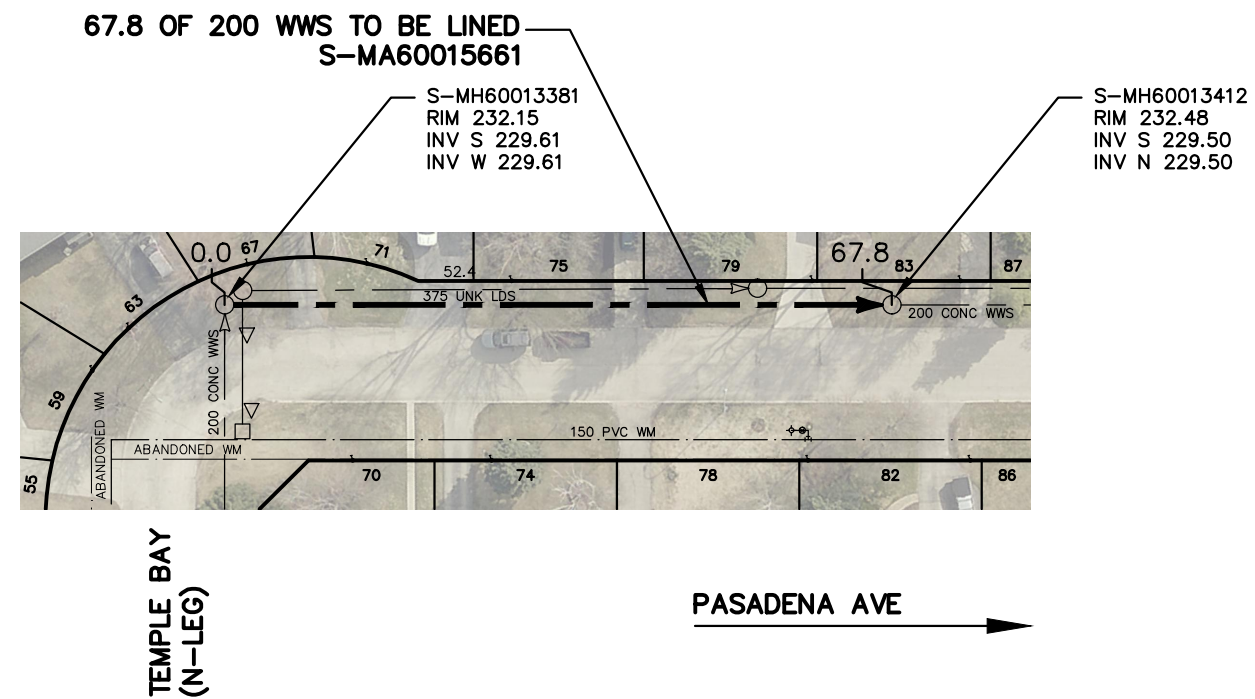 67.8 OF 200 WWS TO BE LINED
S-MA60015661
S-MH60013381
RIM 232.15
INV S 229.61
INV W 229.61
S-MH60013412
RIM 232.48
INV S 229.50
INV N 229.50
0.0
67
71
52.4
75
79
67.8
83
87
375 UNK LDS
200 CONC WWS
63
59
55
200 CONC WWS
ABANDONED WM
ABANDONED WM
150 PVC WM
70
74
78
82
86
TEMPLE BAY
(N-LEG)
PASADENA AVE